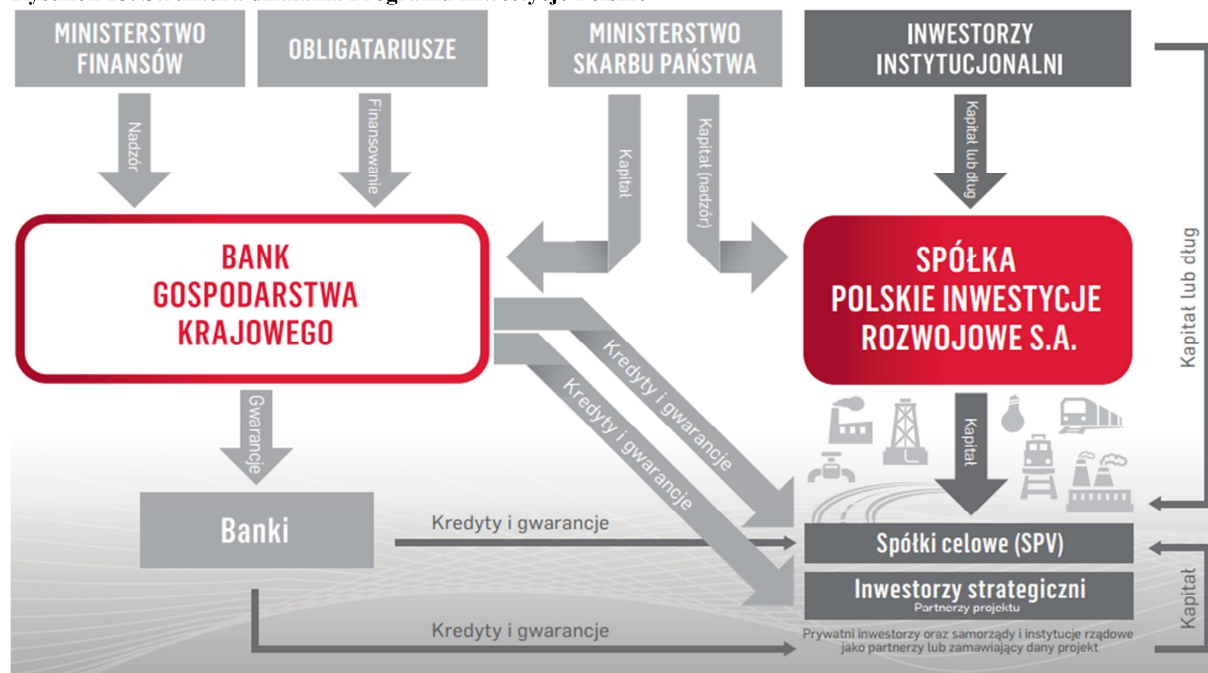 MINISTERSTWO
FINANSÓW
OBLIGATARIUSZE
MINISTERSTWO
SKARBU PAŃSTWA
INWESTORZY
INSTYTUCJONALNI
Nadzór
Finansowanie
Kapitał
Kapitał (nadzór)
Kapitał lub dług
Kapitał lub dług
BANK
GOSPODARSTWA
KRAJOWEGO
SPÓŁKA
POLSKIE INWESTYCJE
ROZWOJOWE S.A.
Gwarancje
Kredyty i gwarancje
Kredyty i gwarancje
Kapitał
Banki
Kredyty i gwarancje
Spółki celowe (SPV)
Inwestorzy strategiczni
Partnerzy projektu
Kapitał
Kredyty i gwarancje
Prywatni inwestorzy oraz samorządy i instytucje rządowe
jako partnerzy lub zamawiający dany projekt